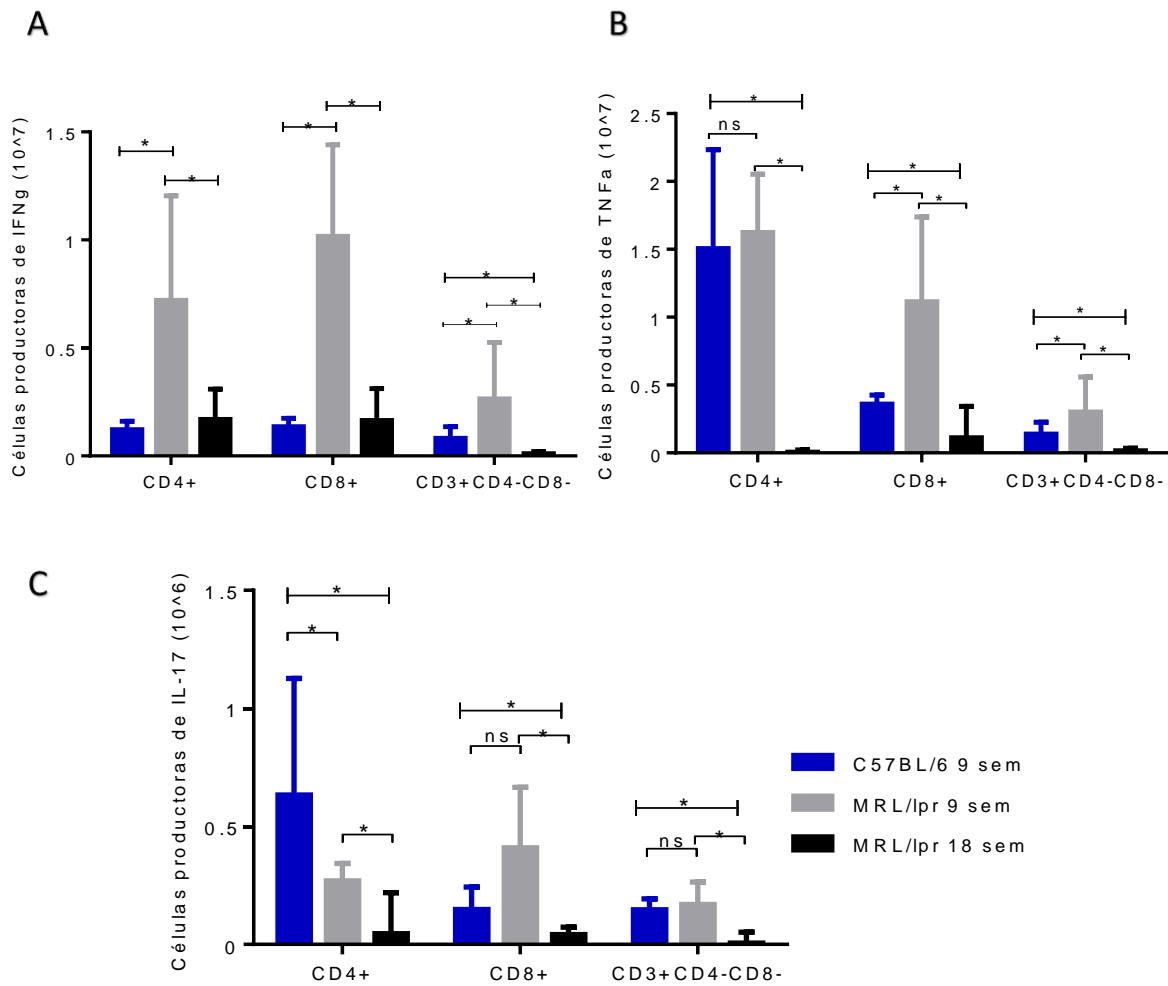 A
Células productoras de IFNg (10^7)
1.5
1
0.5
0
*
*
*
*
*
*
*
CD4+
CD8+
CD3+CD4-CD8-
B
Células productoras de TNFa (10^7)
2.5
2
1.5
1
0.5
0
*
ns
*
*
*
*
*
*
*
CD4+
CD8+
CD3+CD4-CD8-
C
Células productoras de IL-17 (10^6)
1.5
1
0.5
0
*
*
*
*
ns
*
*
ns
*
CD4+
CD8+
CD3+CD4-CD8-
C57BL/6 9 sem
MRL/lpr 9 sem
MRL/lpr 18 sem